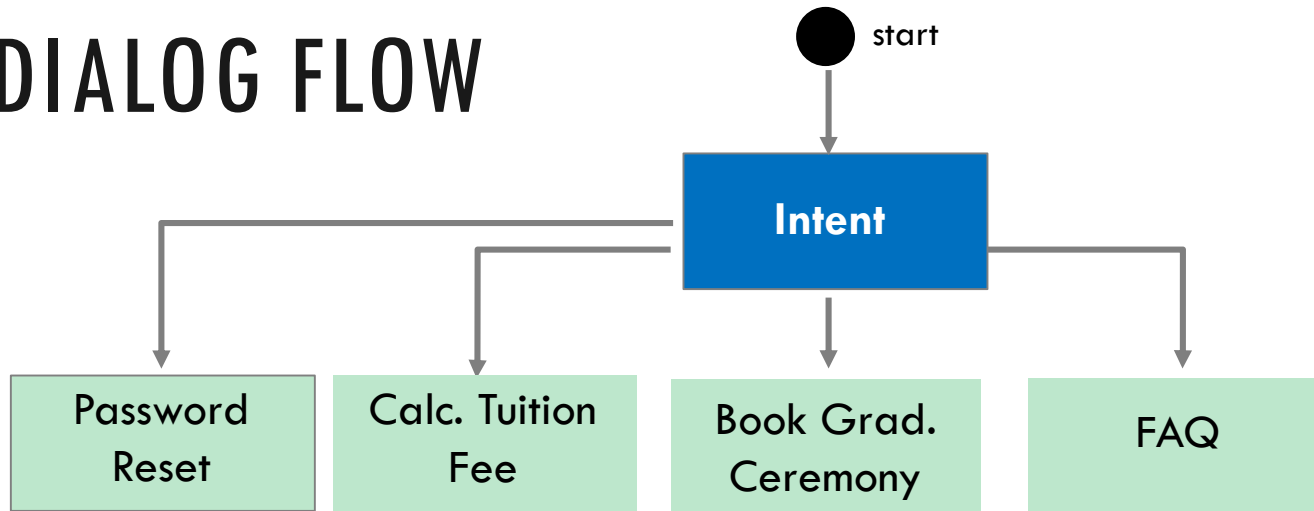 DIALOG FLOW
start
Intent
Password
Reset
Calc. Tuition
Fee
Book Grad.
Ceremony
FAQ